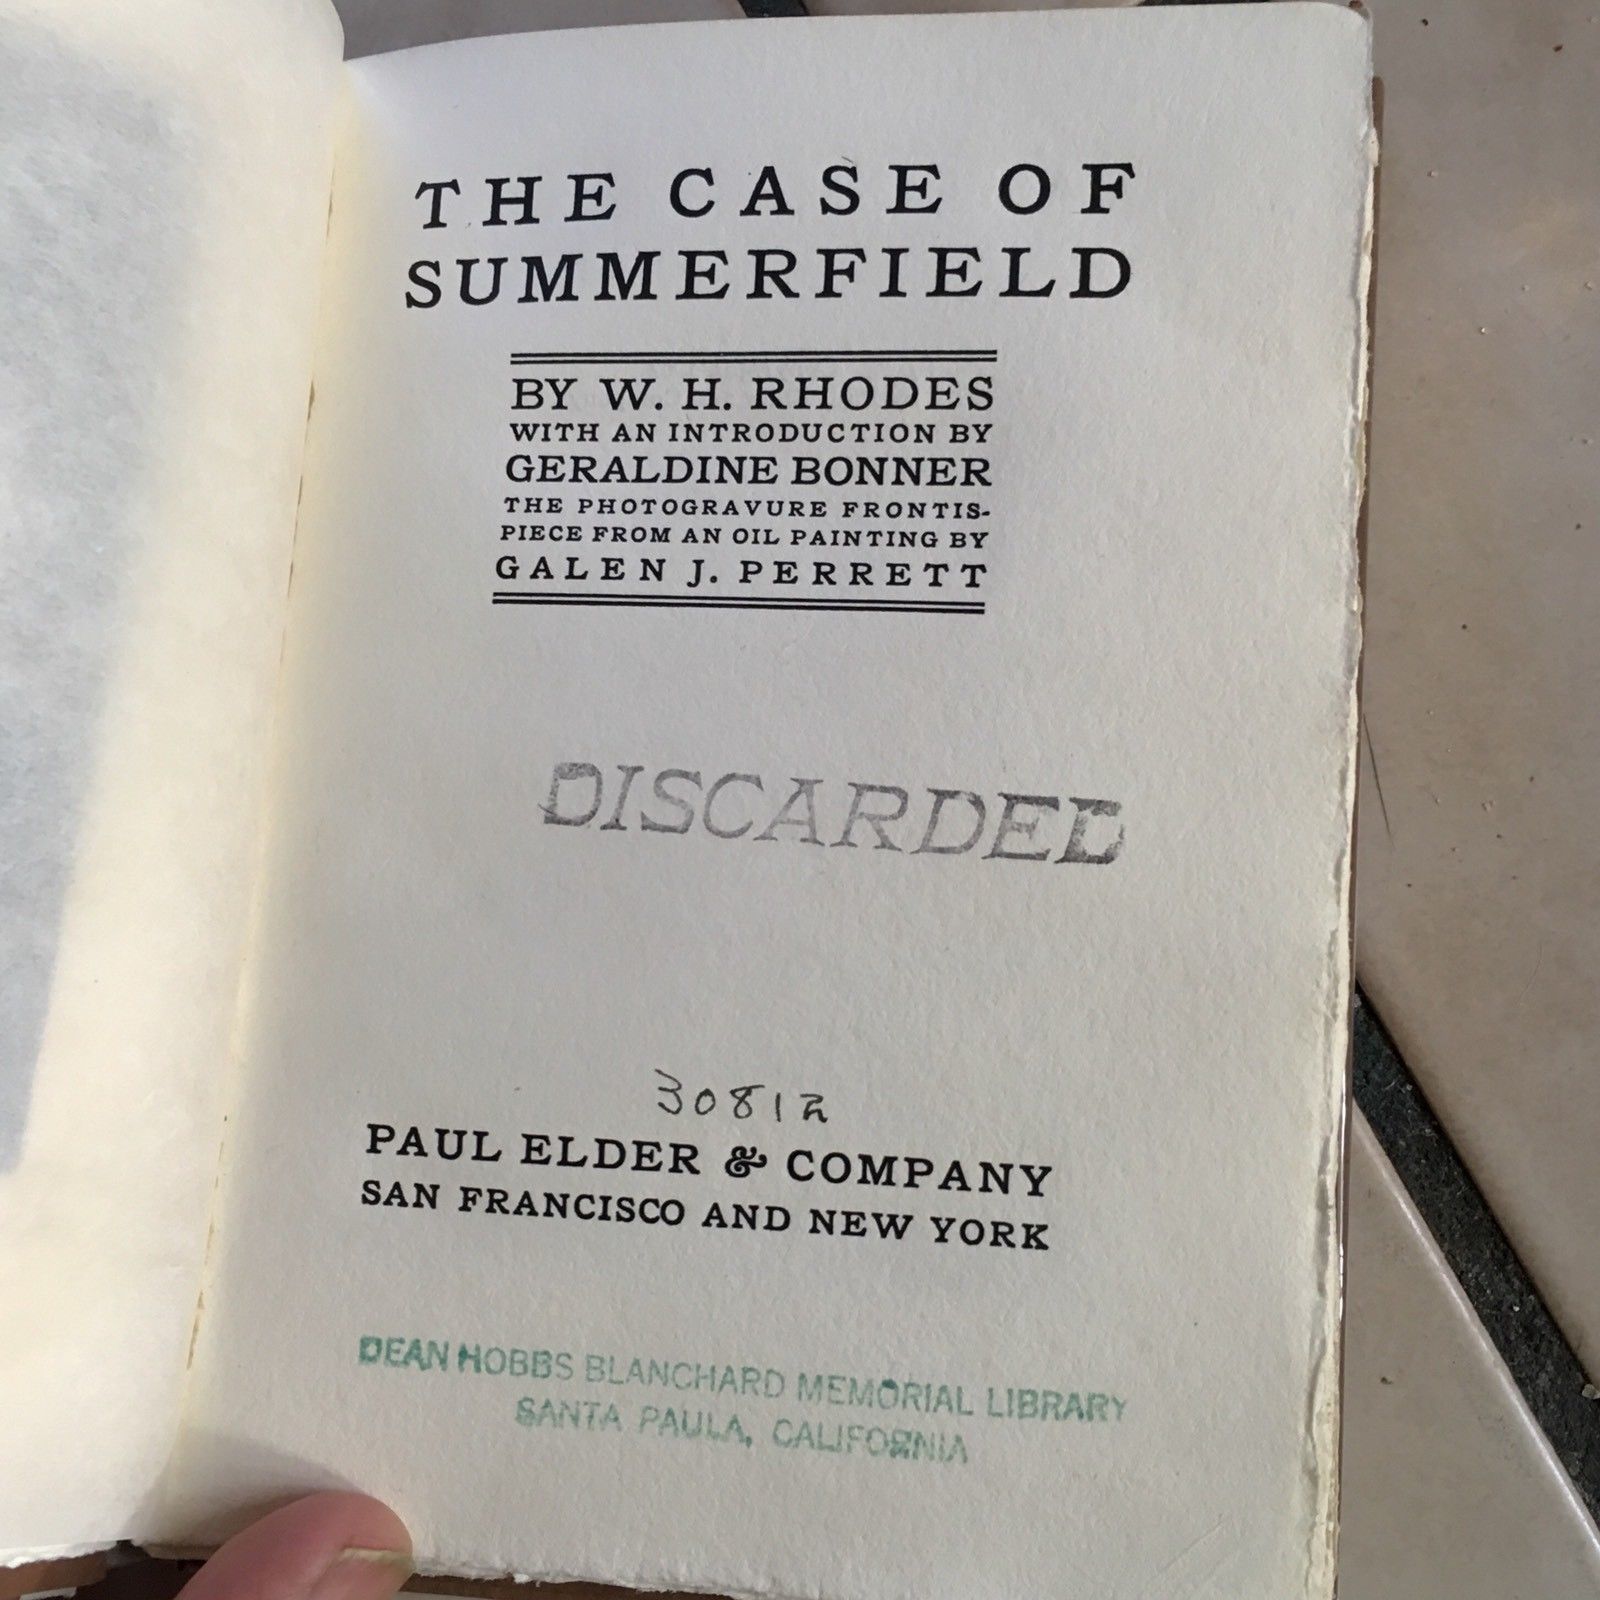 THE CASE OF
SUMMERFIELD
BY W. H. RHODES
WITH AN INTRODUCTION BY
GERALDINE BONNER
THE PHOTOGRAVURE FRONTIS-
PIECE FROM AN OIL PAINTING BY
GALEN J. PERRETT
DISCARDED
30812
PAUL ELDER & COMPANY
SAN FRANCISCO AND NEW YORK
DEAN HOBBS BLANCHARD MEMORIAL LIBRARY
SANTA PAULA, CALIFORNIA